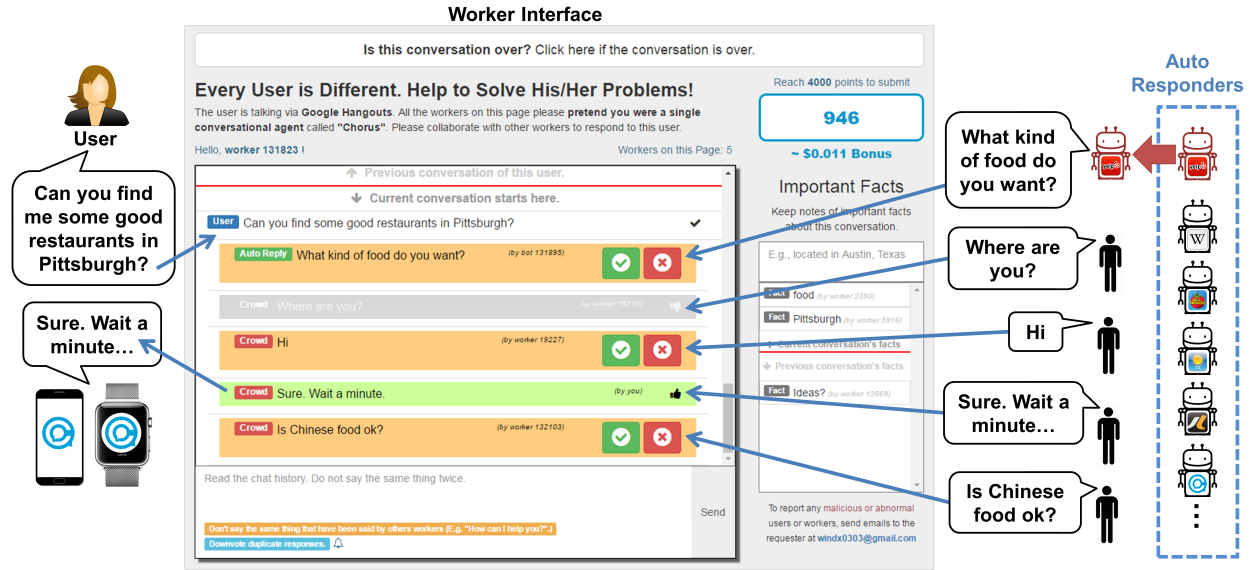 Worker Interface
Is this conversation over? Click here if the conversation is over.
User
Can you find
me some good
restaurants in
Pittsburgh?
Sure. Wait a
minute…
Every User is Different. Help to Solve His/Her Problems!
The user is talking via Google Hangouts. All the workers on this page please pretend you were a single
conversational agent called "Chorus". Please collaborate with other workers to respond to this user.
Hello, worker 131823 !
Workers on this Page: 5
Previous conversation of this user.
Current conversation starts here.
User Can you find some good restaurants in Pittsburgh?
Auto Reply What kind of food do you want? (by bot 131895)
Crowd Where are you? (by worker 19218)
Crowd Hi (by worker 19227)
Crowd Sure. Wait a minute. (by you)
Crowd Is Chinese food ok? (by worker 132103)
Read the chat history. Do not say the same thing twice.
Send
Don't say the same thing that have been said by others workers (E.g. "How can I help you?".)
Downvote duplicate responses.
Reach 4000 points to submit
946
~ $0.011 Bonus
Important Facts
Keep notes of important facts
about this conversation.
E.g., located in Austin, Texas
Fact food (by worker 2390)
Fact Pittsburgh (by worker 5916)
Current conversation's facts
Previous conversation's facts
Fact Ideas? (by worker 12669)
To report any malicious or abnormal
users or workers, send emails to the
requester at windx0303@gmail.com
What kind
of food do
you want?
Where are
you?
Hi
Sure. Wait a
minute…
Is Chinese
food ok?
Auto
Responders
W